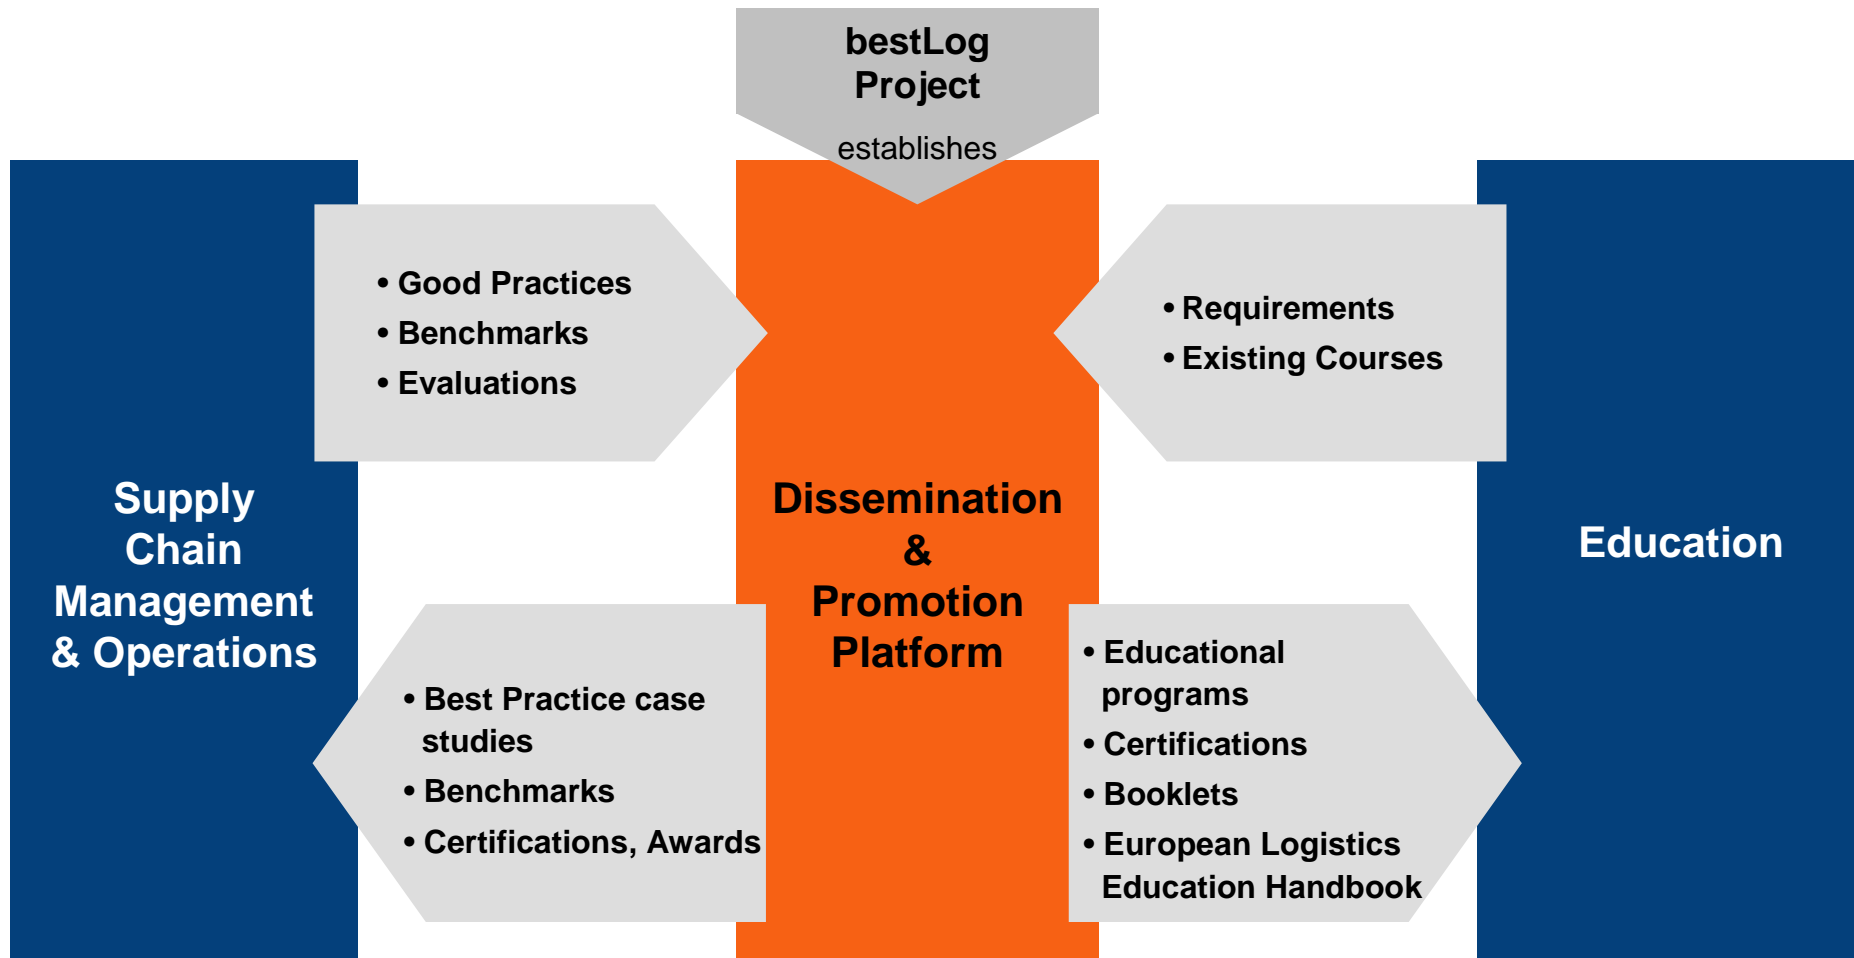 bestLog
Project
establishes
• Good Practices
• Benchmarks
• Evaluations
• Requirements
• Existing Courses
Supply
Chain
Management
& Operations
Dissemination
&
Promotion
Platform
Education
• Best Practice case
studies
• Benchmarks
• Certifications, Awards
• Educational
programs
• Certifications
• Booklets
• European Logistics
Education Handbook